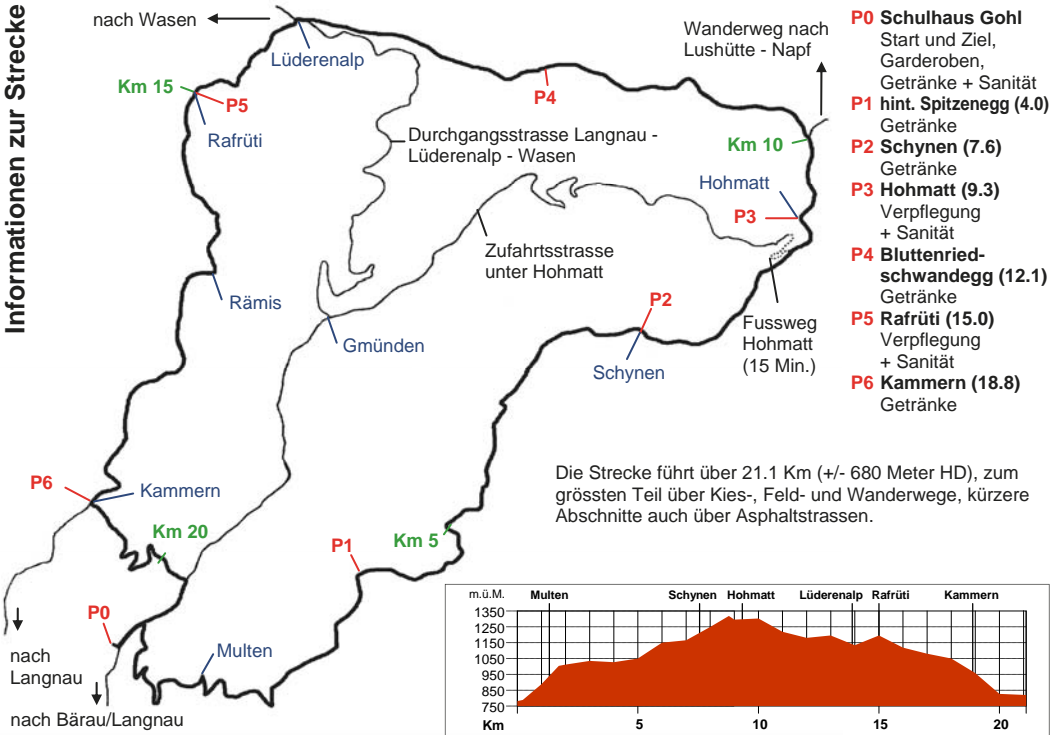 Informationen zur Strecke
nach Wasen
Lüderenalp
Km 15
P5
Rafrüti
P4
Durchgangsstrasse Langnau -
Lüderenalp - Wasen
Wanderweg nach
Lushütte - Napf
Km 10
Hohmatt
P3
Zufahrtsstrasse
unter Hohmatt
Rämis
Gmünden
P2
Schynen
Fussweg
Hohmatt
(15 Min.)
P6
Kammern
Km 20
P1
Km 5
P0
Multen
nach
Langnau
nach Bärau/Langnau
P0 Schulhaus Gohl
Start und Ziel,
Garderoben,
Getränke + Sanität
P1 hint. Spitzenegg (4.0)
Getränke
P2 Schynen (7.6)
Getränke
P3 Hohmatt (9.3)
Verpflegung
+ Sanität
P4 Bluttenried-
schwandegg (12.1)
Getränke
P5 Rafrüti (15.0)
Verpflegung
+ Sanität
P6 Kammern (18.8)
Getränke
Die Strecke führt über 21.1 Km (+/- 680 Meter HD), zum
grössten Teil über Kies-, Feld- und Wanderwege, kürzere
Abschnitte auch über Asphaltstrassen.
m.ü.M. Multen Schynen Hohmatt Lüderenalp Rafrüti Kammern
1350
1250
1150
1050
950
850
750
Km 5 10 15 20